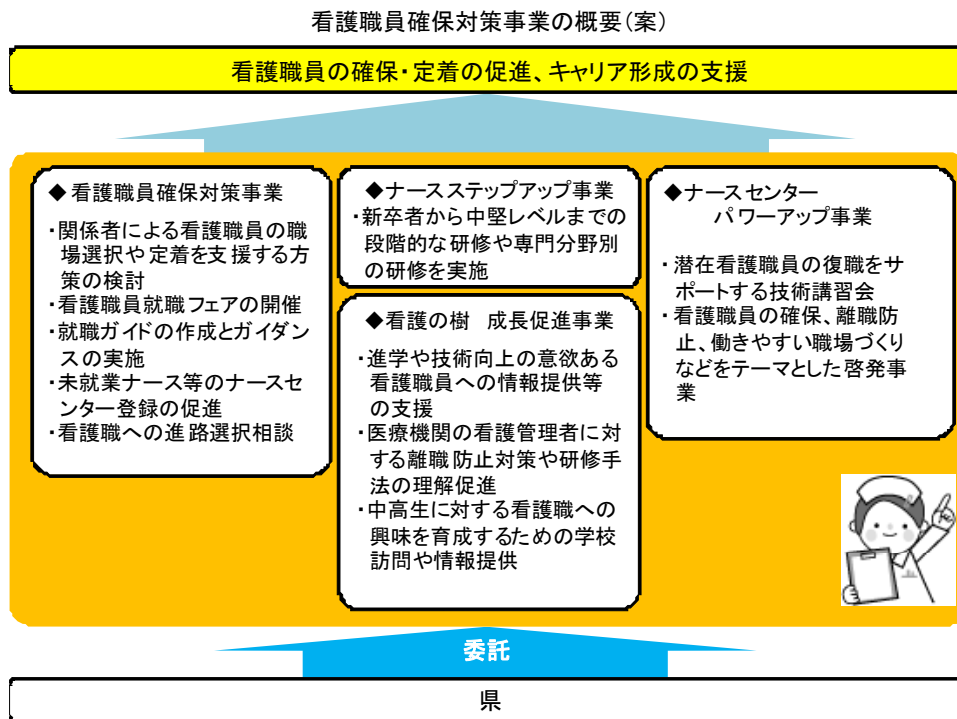 看護職員確保対策事業の概要(案)
看護職員の確保・定着の促進、キャリア形成の支援
◆看護職員確保対策事業
・関係者による看護職員の職
場選択や定着を支援する方
策の検討
・看護職員就職フェアの開催
・就職ガイドの作成とガイダン
スの実施
・未就業ナース等のナースセ
ンター登録の促進
・看護職への進路選択相談
◆ナースステップアップ事業
・新卒者から中堅レベルまでの
段階的な研修や専門分野別
の研修を実施
◆看護の樹 成長促進事業
・進学や技術向上の意欲ある
看護職員への情報提供等
の支援
・医療機関の看護管理者に対
する離職防止対策や研修手
法の理解促進
・中高生に対する看護職への
興味を育成するための学校
訪問や情報提供
◆ナースセンター
パワーアップ事業
・潜在看護職員の復職をサ
ポートする技術講習会
・看護職員の確保、離職防
止、働きやすい職場づくり
などをテーマとした啓発事
業
委託
県